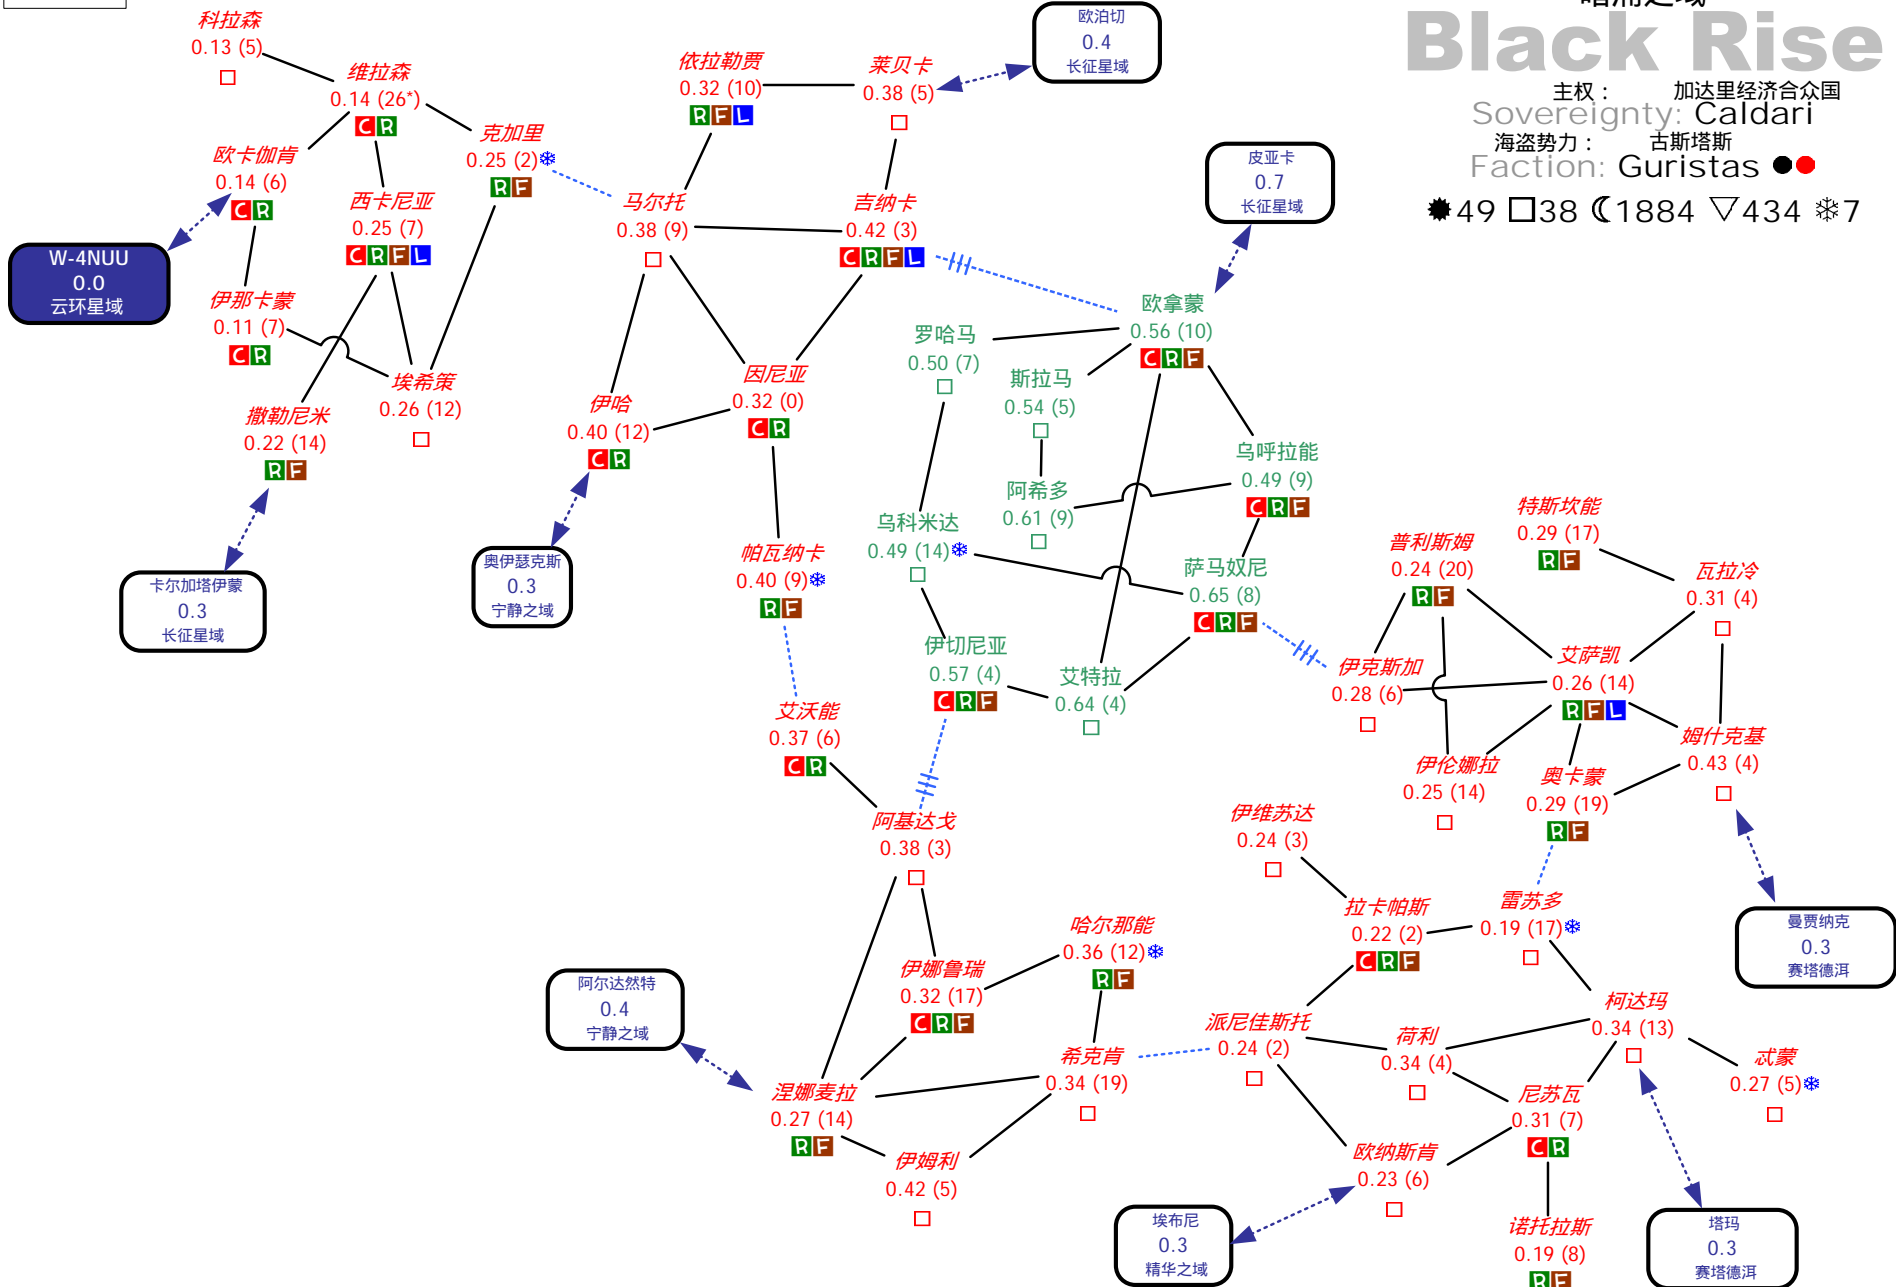 暗涌之域
Black Rise
主权： 加达里经济合众国
Sovereignty: Caldari
海盗势力： 古斯塔斯
Faction: Guristas
49 38 1884 434 7
科拉森
0.13 (5)
维拉森
0.14 (26*)
C R
克加里
0.25 (2)
R F
欧卡伽肯
0.14 (6)
C R
西卡尼亚
0.25 (7)
C R F L
W-4NUU
0.0
云环星域
伊那卡蒙
0.11 (7)
C R
埃希策
0.26 (12)
撒勒尼米
0.22 (14)
R F
卡尔加塔伊蒙
0.3
长征星域
依拉勒贾
0.32 (10)
R F L
莱贝卡
0.38 (5)
欧泊切
0.4
长征星域
马尔托
0.38 (9)
吉纳卡
0.42 (3)
C R F L
皮亚卡
0.7
长征星域
因尼亚
0.32 (0)
C R
伊哈
0.40 (12)
C R
奥伊瑟克斯
0.3
宁静之域
帕瓦纳卡
0.40 (9)
R F
欧拿蒙
0.56 (10)
C R F
罗哈马
0.50 (7)
斯拉马
0.54 (5)
乌呼拉能
0.49 (9)
C R F
阿希多
0.61 (9)
乌科米达
0.49 (14)
萨马奴尼
0.65 (8)
C R F
伊切尼亚
0.57 (4)
C R F
艾特拉
0.64 (4)
艾沃能
0.37 (6)
C R
阿基达戈
0.38 (3)
特斯坎能
0.29 (17)
R F
普利斯姆
0.24 (20)
R F
瓦拉冷
0.31 (4)
伊克斯加
0.28 (6)
艾萨凯
0.26 (14)
R F L
姆什克基
0.43 (4)
伊伦娜拉
0.25 (14)
奥卡蒙
0.29 (19)
R F
曼贾纳克
0.3
赛塔德洱
伊维苏达
0.24 (3)
拉卡帕斯
0.22 (2)
C R F
雷苏多
0.19 (17)
哈尔那能
0.36 (12)
R F
伊娜鲁瑞
0.32 (17)
C R F
阿尔达然特
0.4
宁静之域
涅娜麦拉
0.27 (14)
R F
希克肯
0.34 (19)
伊姆利
0.42 (5)
派尼佳斯托
0.24 (2)
荷利
0.34 (4)
柯达玛
0.34 (13)
忒蒙
0.27 (5)
尼苏瓦
0.31 (7)
C R
欧纳斯肯
0.23 (6)
埃布尼
0.3
精华之域
诺托拉斯
0.19 (8)
R F
塔玛
0.3
赛塔德洱